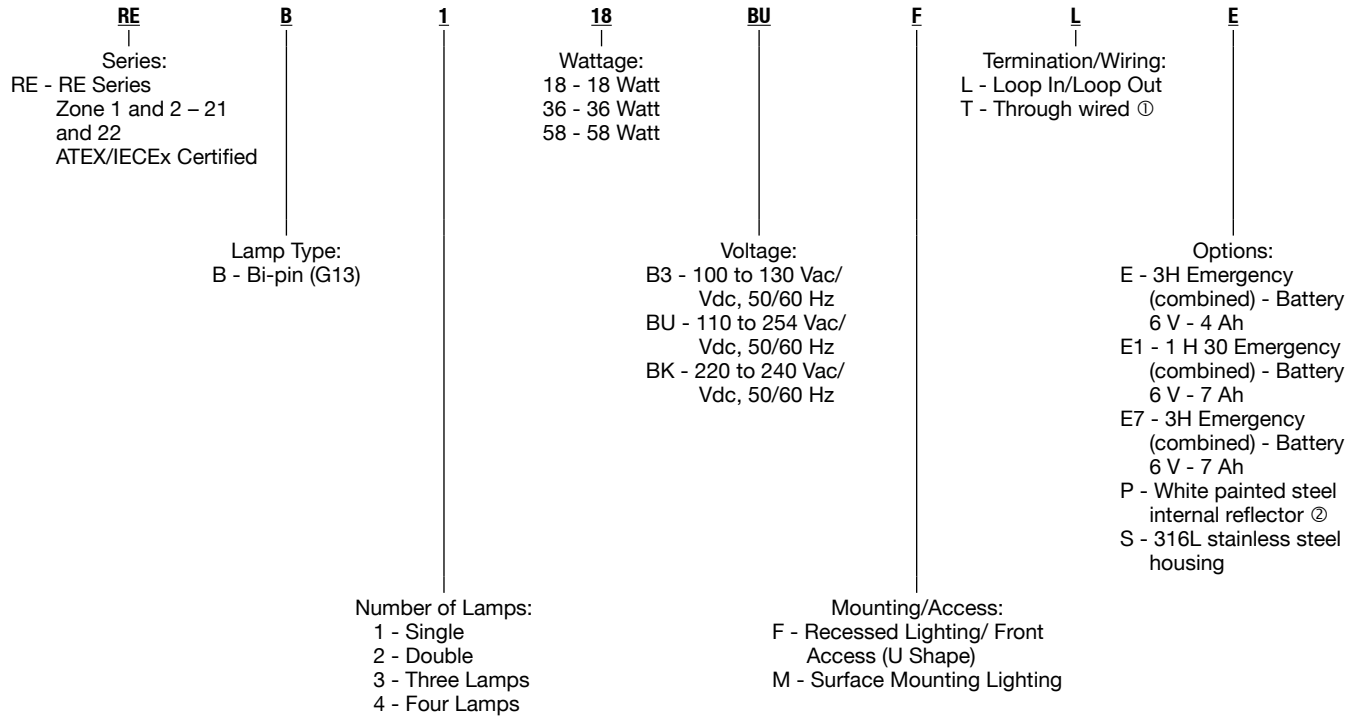 RE B 1 18 BU F L E
Series:
RE - RE Series
Zone 1 and 2 – 21
and 22
ATEX/IECEx Certified
Wattage:
18 - 18 Watt
36 - 36 Watt
58 - 58 Watt
Termination/Wiring:
L - Loop In/Loop Out
T - Through wired ①
Lamp Type:
B - Bi-pin (G13)
Voltage:
B3 - 100 to 130 Vac/
Vdc, 50/60 Hz
BU - 110 to 254 Vac/
Vdc, 50/60 Hz
BK - 220 to 240 Vac/
Vdc, 50/60 Hz
Options:
E - 3H Emergency
(combined) - Battery
6 V - 4 Ah
E1 - 1 H 30 Emergency
(combined) - Battery
6 V - 7 Ah
E7 - 3H Emergency
(combined) - Battery
6 V - 7 Ah
P - White painted steel
internal reflector ②
S - 316L stainless steel
housing
Number of Lamps:
1 - Single
2 - Double
3 - Three Lamps
4 - Four Lamps
Mounting/Access:
F - Recessed Lighting/ Front
Access (U Shape)
M - Surface Mounting Lighting